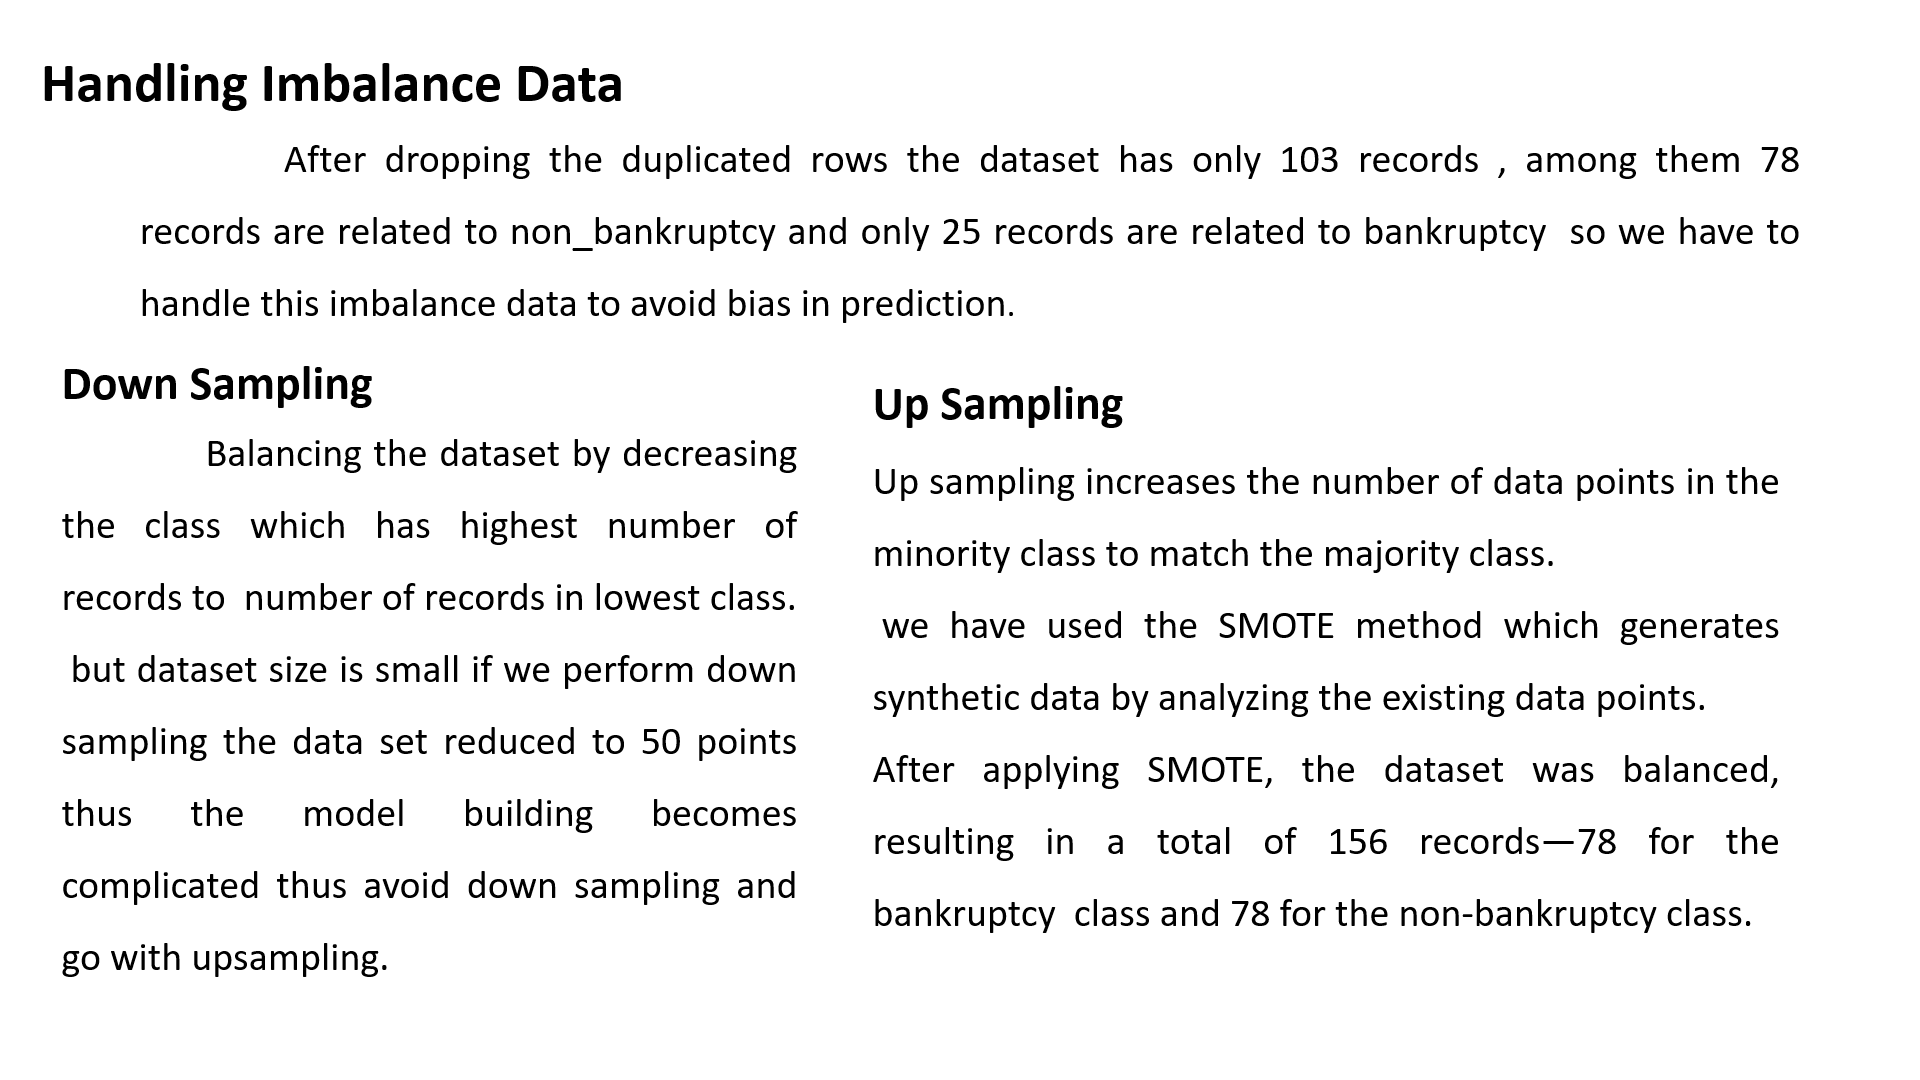 Handling Imbalance Data
After dropping the duplicated rows the dataset has only 103 records , among them 78
records are related to non_bankruptcy and only 25 records are related to bankruptcy  so we have to
handle this imbalance data to avoid bias in prediction.
Down Sampling
Balancing the dataset by decreasing
the class which has highest number of
records to  number of records in lowest class.
but dataset size is small if we perform down
sampling the data set reduced to 50 points
thus the model building becomes
complicated thus avoid down sampling and
go with upsampling.
Up Sampling
Up sampling increases the number of data points in the
minority class to match the majority class.
we have used the SMOTE method which generates
synthetic data by analyzing the existing data points.
After applying SMOTE, the dataset was balanced,
resulting in a total of 156 records—78 for the
bankruptcy  class and 78 for the non-bankruptcy class.